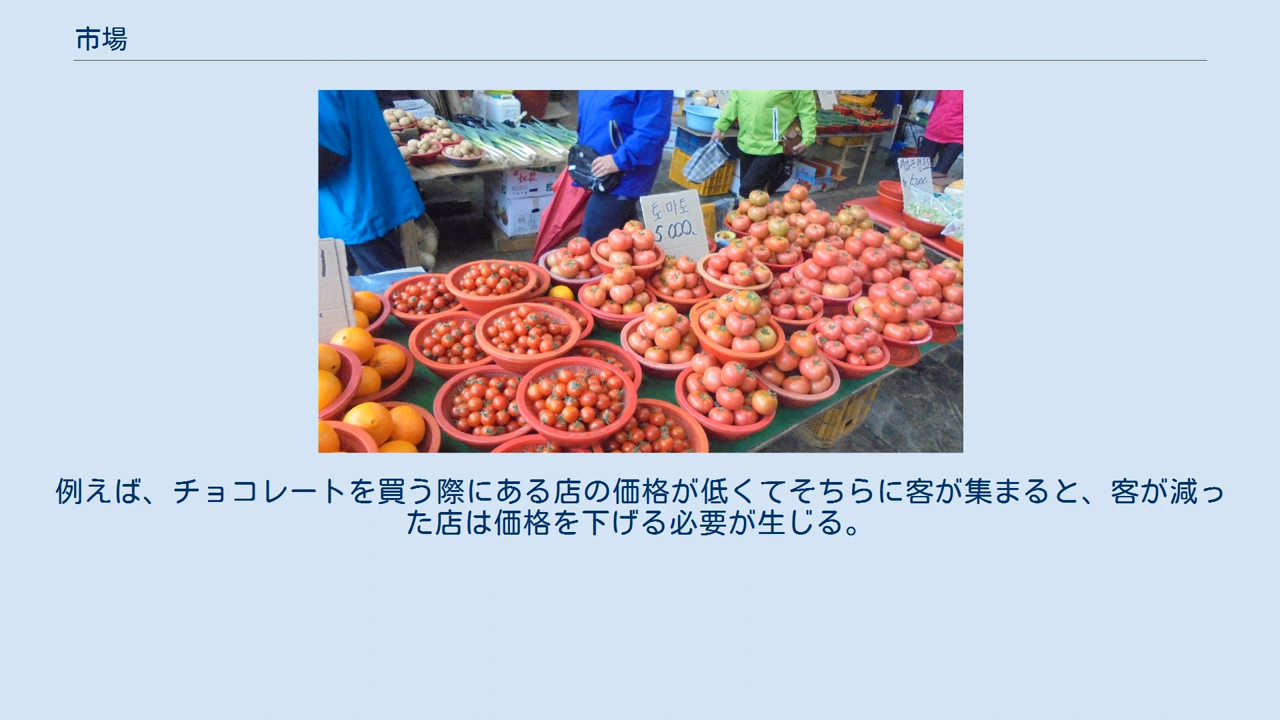 市場
토마토
5000
例えば、チョコレートを買う際にある店の価格が低くてそちらに客が集まると、客が減っ
た店は価格を下げる必要が生じる。